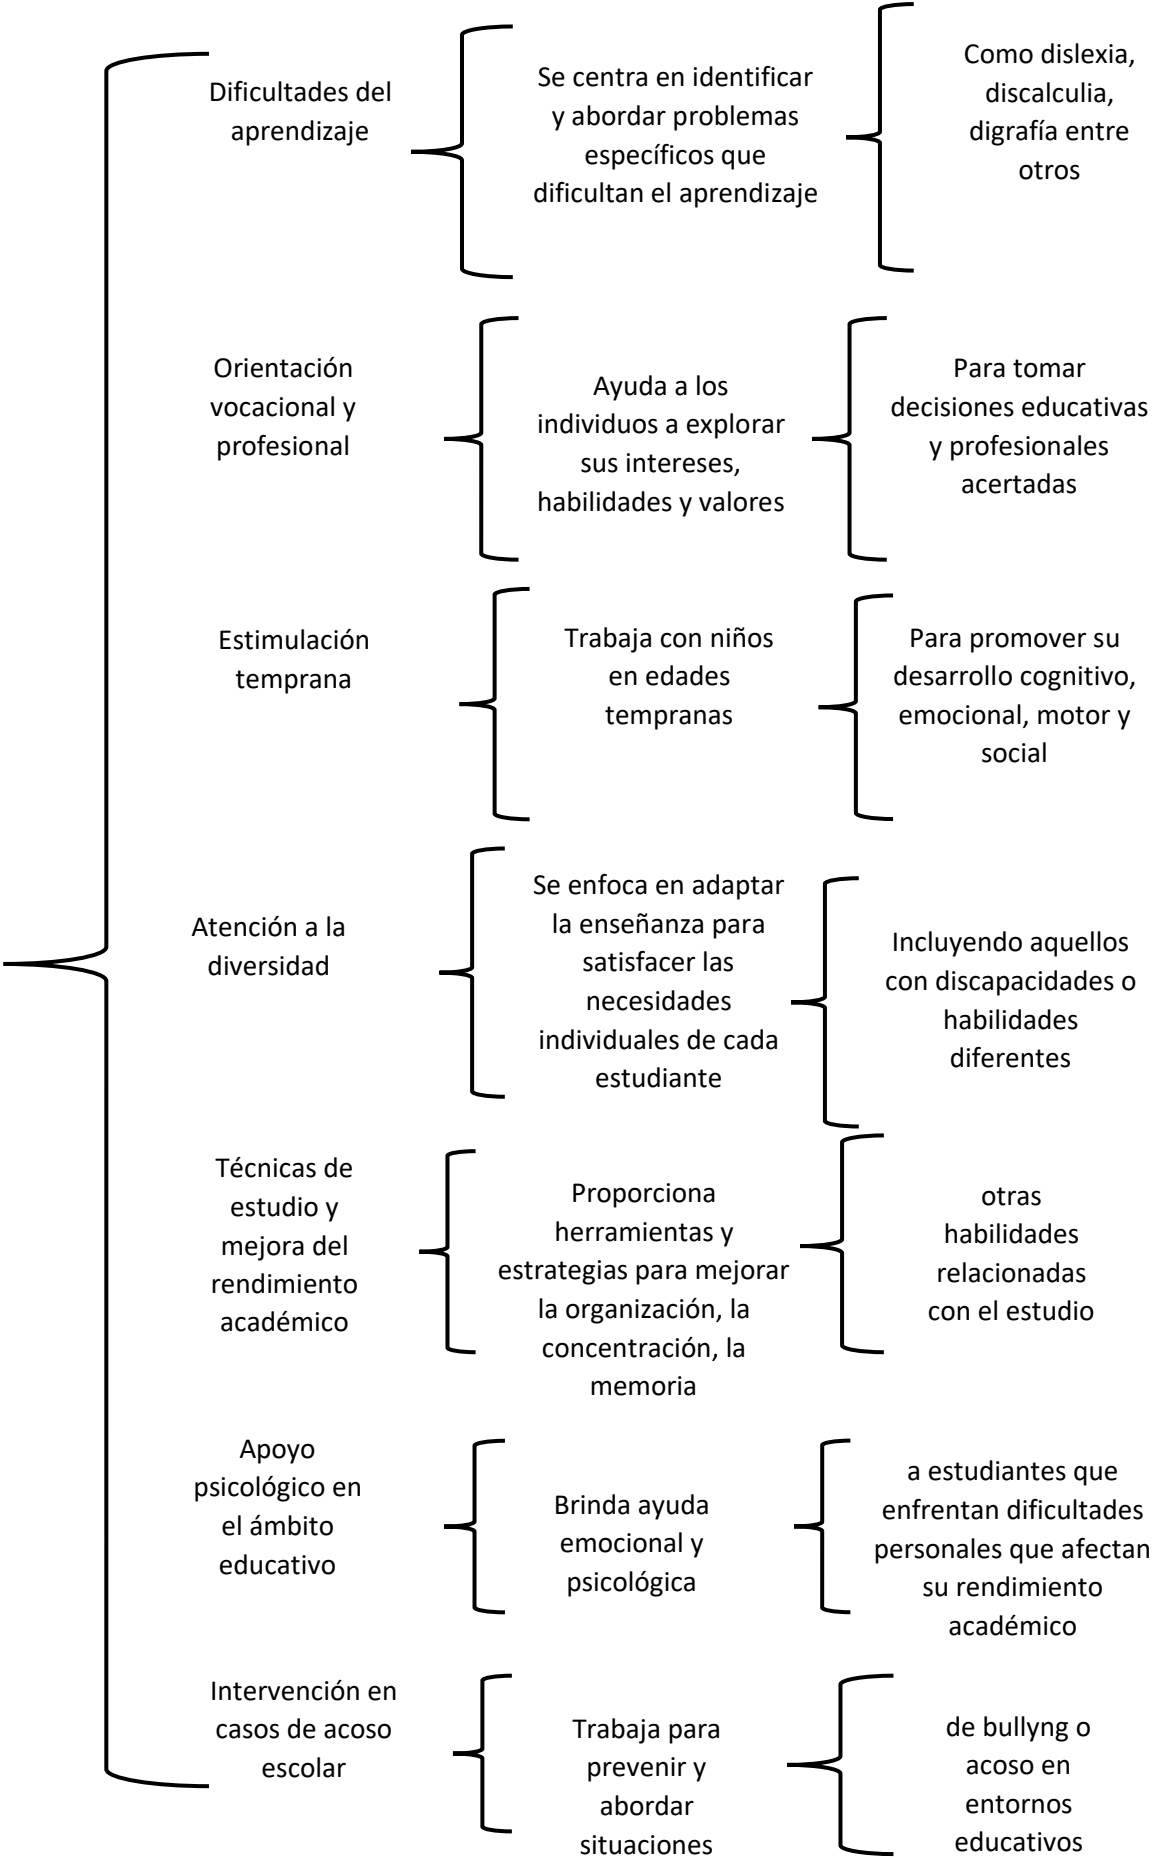 Dificultades del
aprendizaje
Se centra en identificar
y abordar problemas
específicos que
dificultan el aprendizaje
Como dislexia,
discalculia,
digrafía entre
otros
Orientación
vocacional y
profesional
Ayuda a los
individuos a explorar
sus intereses,
habilidades y valores
Para tomar
decisiones educativas
y profesionales
acertadas
Estimulación
temprana
Trabaja con niños
en edades
tempranas
Para promover su
desarrollo cognitivo,
emocional, motor y
social
Atención a la
diversidad
Se enfoca en adaptar
la enseñanza para
satisfacer las
necesidades
individuales de cada
estudiante
Incluyendo aquellos
con discapacidades o
habilidades
diferentes
Técnicas de
estudio y
mejora del
rendimiento
académico
Proporciona
herramientas y
estrategias para mejorar
la organización, la
concentración, la
memoria
otras
habilidades
relacionadas
con el estudio
Apoyo
psicológico en
el ámbito
educativo
Brinda ayuda
emocional y
psicológica
a estudiantes que
enfrentan dificultades
personales que afectan
su rendimiento
académico
Intervención en
casos de acoso
escolar
Trabaja para
prevenir y
abordar
situaciones
de bullyng o
acoso en
entornos
educativos